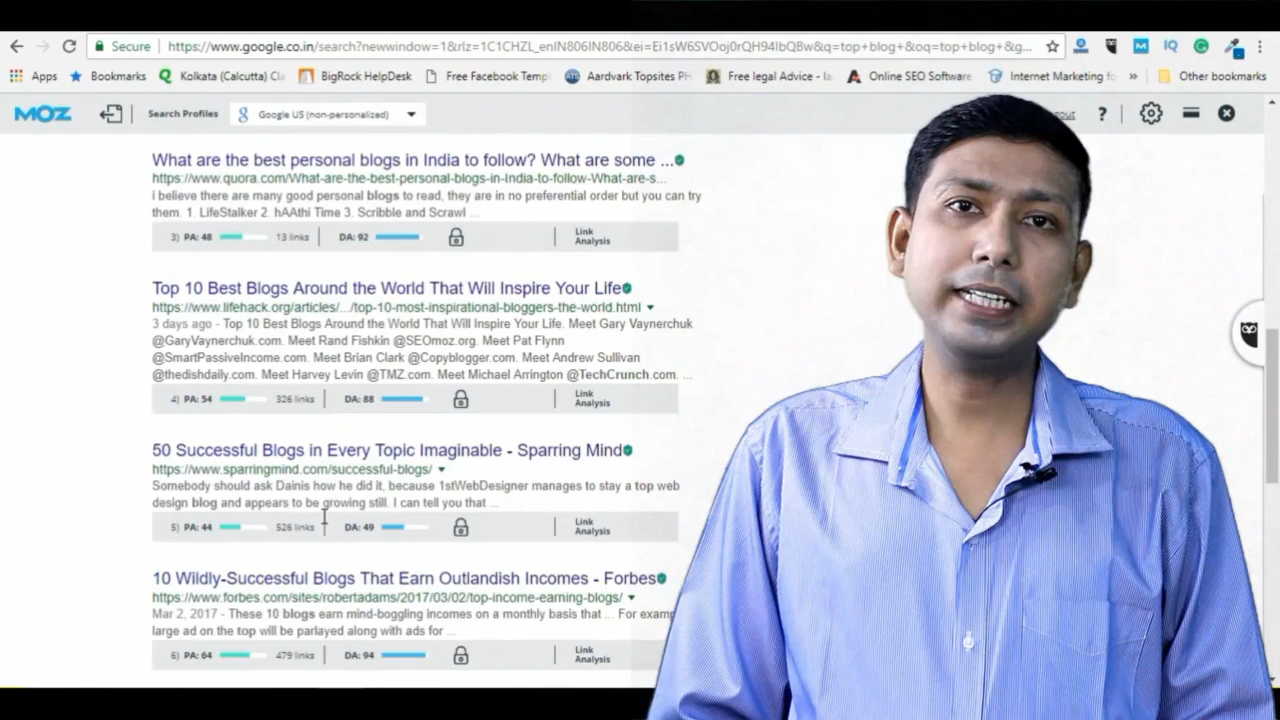 Secure
https://www.google.co.in/search?newwindow=1&rlz=1C1CHZL_enIN806IN806&ei=Ei1sW6SVOoj0rQH94IbQBw&q=top+blog+&oq=top+blog+&g...
Apps Bookmarks Kolkata (Calcutta) Cl BigRock HelpDesk Free Facebook Templ Aardvark Topsites PH Free legal Advice - la Online SEO Software Internet Marketing fo » Other bookmarks
MOZ Search Profiles Google US (non-personalized) ?
What are the best personal blogs in India to follow? What are some ...
https://www.quora.com/What-are-the-best-personal-blogs-in-India-to-follow-What-are-s...
i believe there are many good personal blogs to read, they are in no preferential order but you can try
them. 1. LifeStalker 2. hAAthi Time 3. Scribble and Scrawl ...
3) PA: 48 13 links DA: 92 Link
Analysis
Top 10 Best Blogs Around the World That Will Inspire Your Life
https://www.lifehack.org/articles/.../top-10-most-inspirational-bloggers-the-world.html
3 days ago - Top 10 Best Blogs Around the World That Will Inspire Your Life. Meet Gary Vaynerchuk
@GaryVaynerchuk.com. Meet Rand Fishkin @SEOmoz.org. Meet Pat Flynn
@SmartPassiveIncome.com. Meet Brian Clark @Copyblogger.com. Meet Andrew Sullivan
@thedishdaily.com. Meet Harvey Levin @TMZ.com. Meet Michael Arrington @TechCrunch.com. ...
4) PA: 54 326 links DA: 88 Link
Analysis
50 Successful Blogs in Every Topic Imaginable - Sparring Mind
https://www.sparringmind.com/successful-blogs/
Somebody should ask Dainis how he did it, because 1stWebDesigner manages to stay a top web
design blog and appears to be growing still. I can tell you that ...
5) PA: 44 526 links DA: 49 Link
Analysis
10 Wildly-Successful Blogs That Earn Outlandish Incomes - Forbes
https://www.forbes.com/sites/robertadams/2017/03/02/top-income-earning-blogs/
Mar 2, 2017 - These 10 blogs earn mind-boggling incomes on a monthly basis that ... For examp
large ad on the top will be parlayed along with ads for ...
6) PA: 64 479 links DA: 94 Link
Analysis